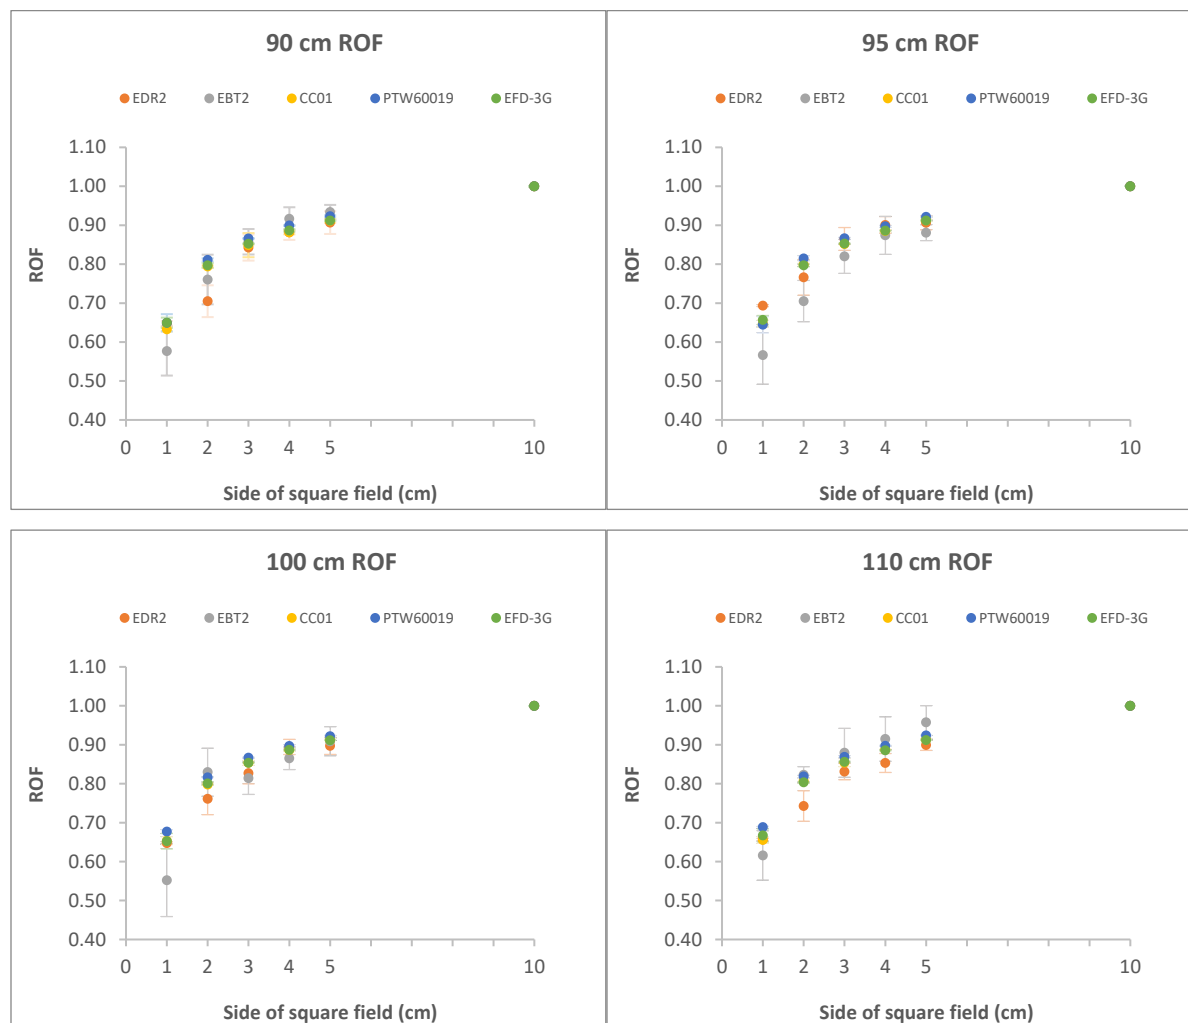 90 cm ROF
EDR2 EBT2 CC01 PTW60019 EFD-3G
1.10
1.00
0.90
0.80
0.70
0.60
0.50
0.40
ROF
0 1 2 3 4 5 10
Side of square field (cm)
95 cm ROF
EDR2 EBT2 CC01 PTW60019 EFD-3G
1.10
1.00
0.90
0.80
0.70
0.60
0.50
0.40
ROF
0 1 2 3 4 5 10
Side of square field (cm)
100 cm ROF
EDR2 EBT2 CC01 PTW60019 EFD-3G
1.10
1.00
0.90
0.80
0.70
0.60
0.50
0.40
ROF
0 1 2 3 4 5 10
Side of square field (cm)
110 cm ROF
EDR2 EBT2 CC01 PTW60019 EFD-3G
1.10
1.00
0.90
0.80
0.70
0.60
0.50
0.40
ROF
0 1 2 3 4 5 10
Side of square field (cm)